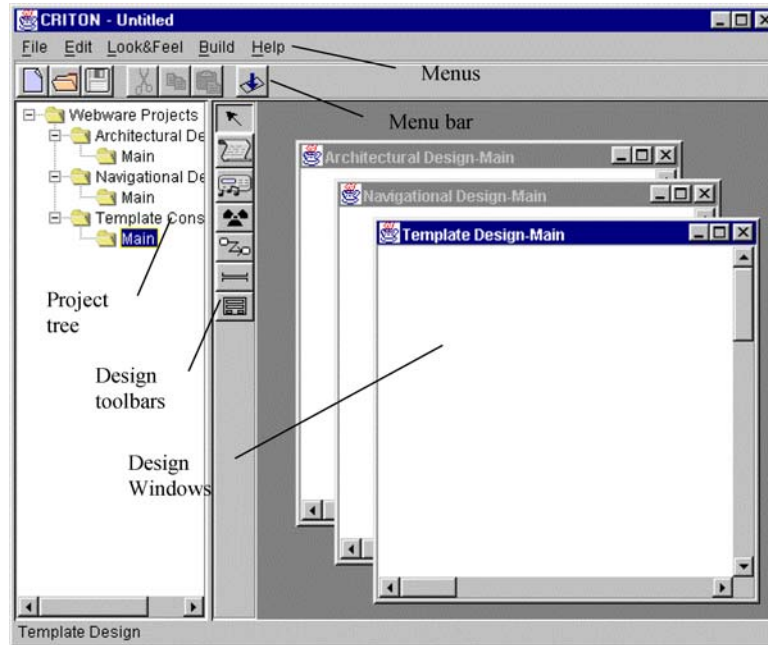 CRITON - Untitled
File Edit Look&Feel Build Help
Menus
Menu bar
Webware Projects
Architectural De
Main
Navigational De
Main
Template Cons
Main
Project
tree
Design
toolbars
Design
Windows
Architectural Design-Main
Navigational Design-Main
Template Design-Main
Template Design